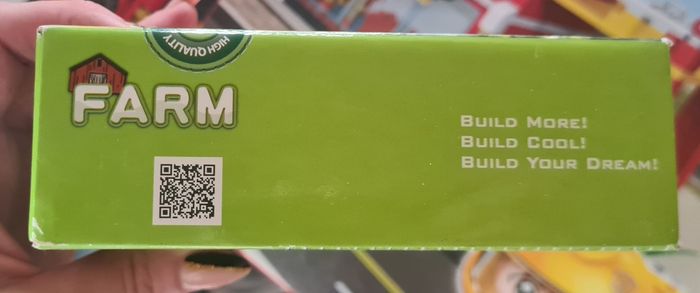 HIGH QUALITY
FARM
BUILD MORE!
BUILD COOL!
BUILD YOUR DREAM!